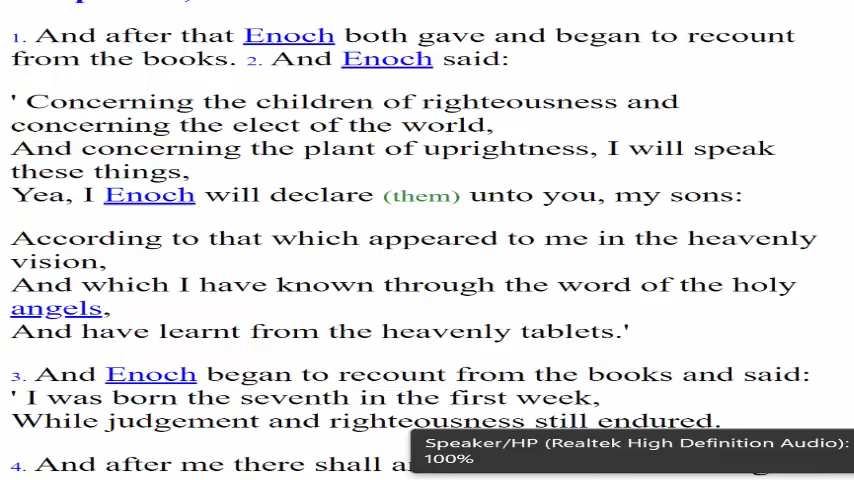 1. And after that Enoch both gave and began to recount
from the books. 2. And Enoch said:
' Concerning the children of righteousness and
concerning the elect of the world,
And concerning the plant of uprightness, I will speak
these things,
Yea, I Enoch will declare (them) unto you, my sons:
According to that which appeared to me in the heavenly
vision,
And which I have known through the word of the holy
angels,
And have learnt from the heavenly tablets.'
3. And Enoch began to recount from the books and said:
' I was born the seventh in the first week,
While judgement and righteousness still endured.
Speaker/HP (Realtek High Definition Audio):
100%
4. And after me there shall